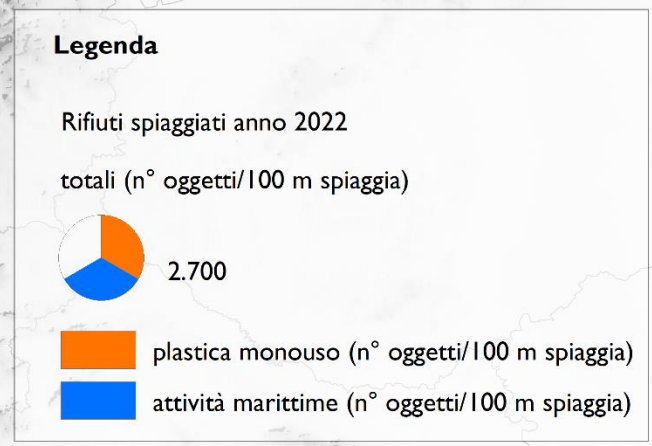 Legenda
Rifiuti spiaggiati anno 2022
totali (n° oggetti/100 m spiaggia)
2.700
plastica monouso (n° oggetti/100 m spiaggia)
attività marittime (n° oggetti/100 m spiaggia)